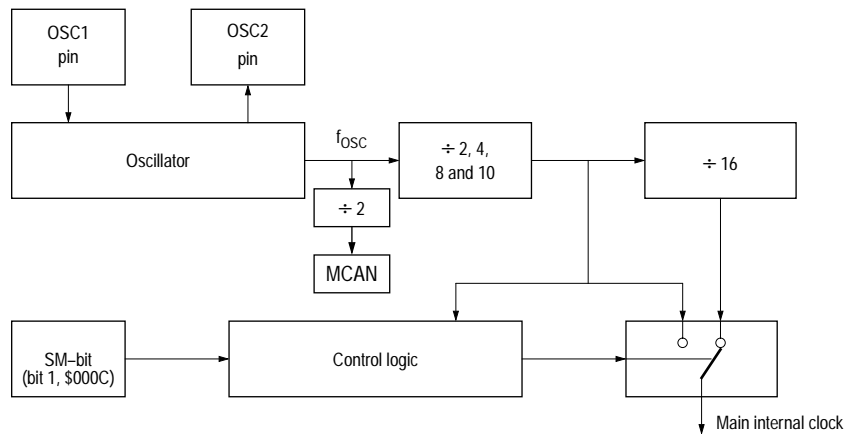 OSC1
pin
OSC2
pin
Oscillator
fOSC
÷ 2, 4,
8 and 10
÷ 16
÷ 2
MCAN
SM–bit
(bit 1, $000C)
Control logic
Main internal clock